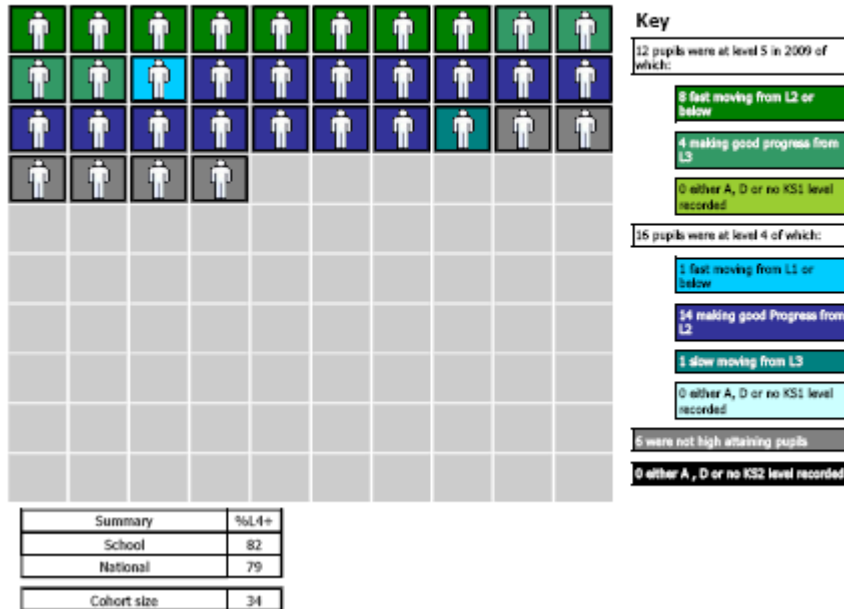 Key
12 pupils were at level 5 in 2009 of
which:
8 fast moving from L2 or
below
4 making good progress from
L3
0 either A, D or no KS1 level
recorded
16 pupils were at level 4 of which:
1 fast moving from L1 or
below
14 making good Progress from
L2
1 slow moving from L3
0 either A, D or no KS1 level
recorded
6 were not high attaining pupils
0 either A , D or no KS2 level recorded
Summary %L4+
School 82
National 79
Cohort size 34